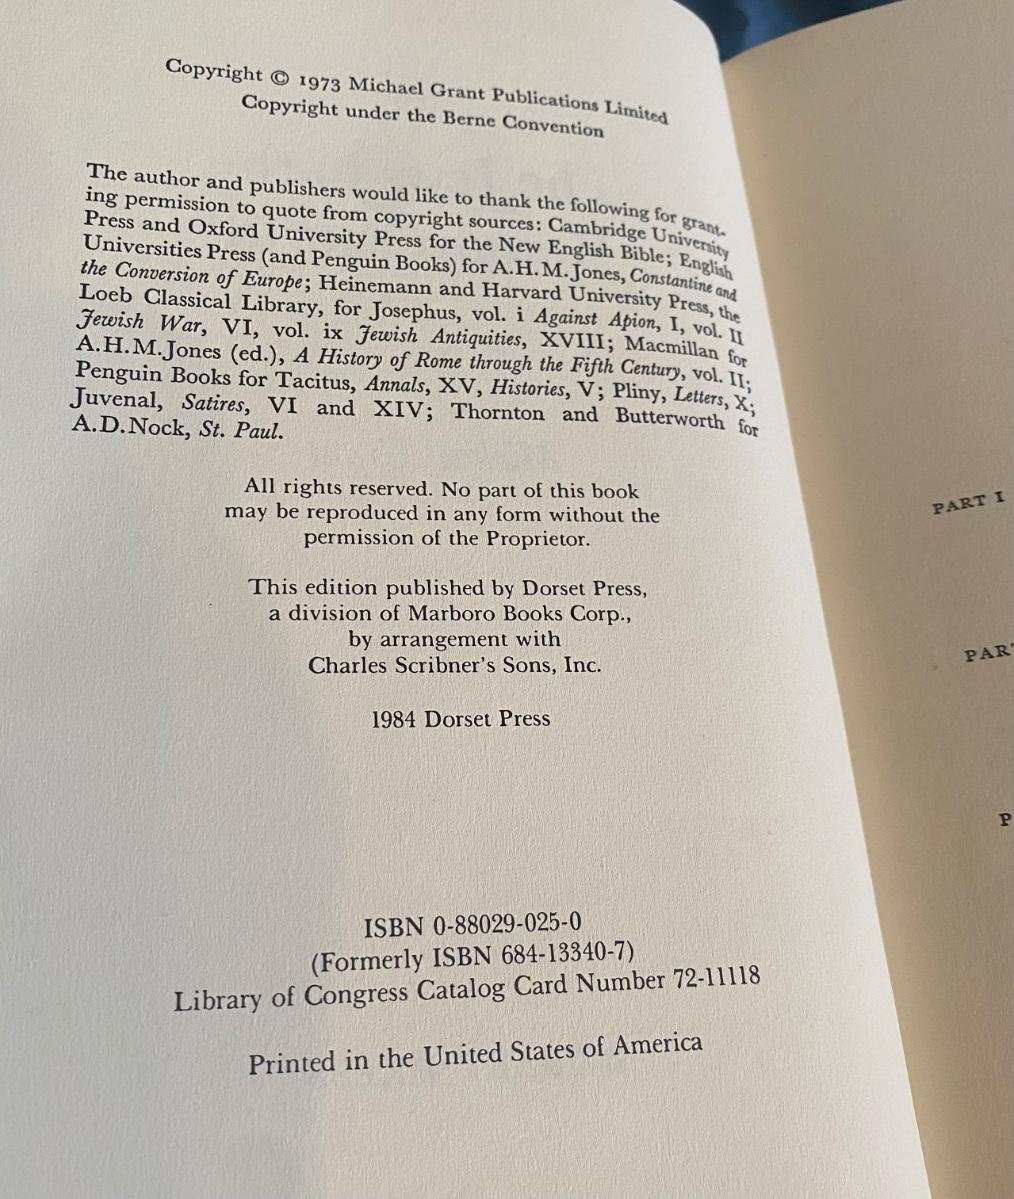 Copyright © 1973 Michael Grant Publications Limited
Copyright under the Berne Convention
The author and publishers would like to thank the following for grant-
ing permission to quote from copyright sources: Cambridge University
Press and Oxford University Press for the New English Bible; English
Universities Press (and Penguin Books) for A.H.M.Jones, Constantine and
the Conversion of Europe; Heinemann and Harvard University Press, the
Loeb Classical Library, for Josephus, vol. i Against Apion, I, vol. II
Jewish War, VI, vol. ix Jewish Antiquities, XVIII; Macmillan for
A.H.M.Jones (ed.), A History of Rome through the Fifth Century, vol. II;
Penguin Books for Tacitus, Annals, XV, Histories, V; Pliny, Letters, X;
Juvenal, Satires, VI and XIV; Thornton and Butterworth for
A.D.Nock, St. Paul.
All rights reserved. No part of this book
may be reproduced in any form without the
permission of the Proprietor.
This edition published by Dorset Press,
a division of Marboro Books Corp.,
by arrangement with
Charles Scribner's Sons, Inc.
1984 Dorset Press
ISBN 0-88029-025-0
(Formerly ISBN 684-13340-7)
Library of Congress Catalog Card Number 72-11118
Printed in the United States of America
PART I
PAR
P